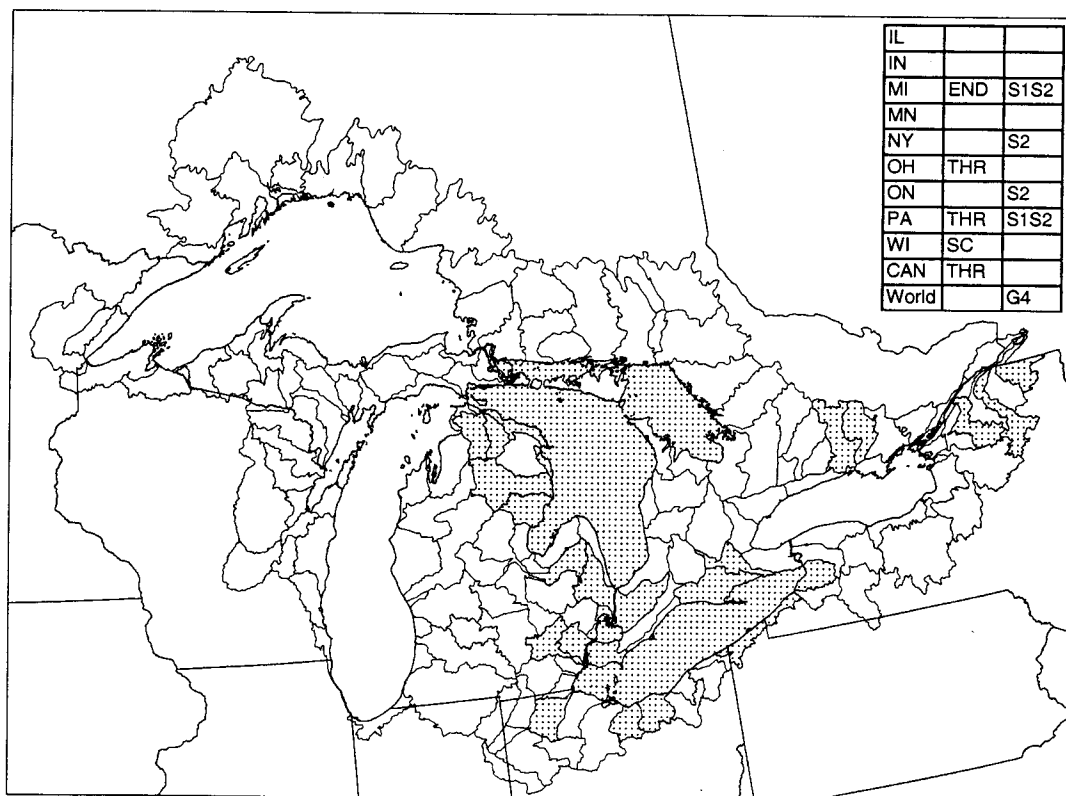 IL
IN
MI END S1S2
MN
NY S2
OH THR
ON S2
PA THR S1S2
WI SC
CAN THR
World G4